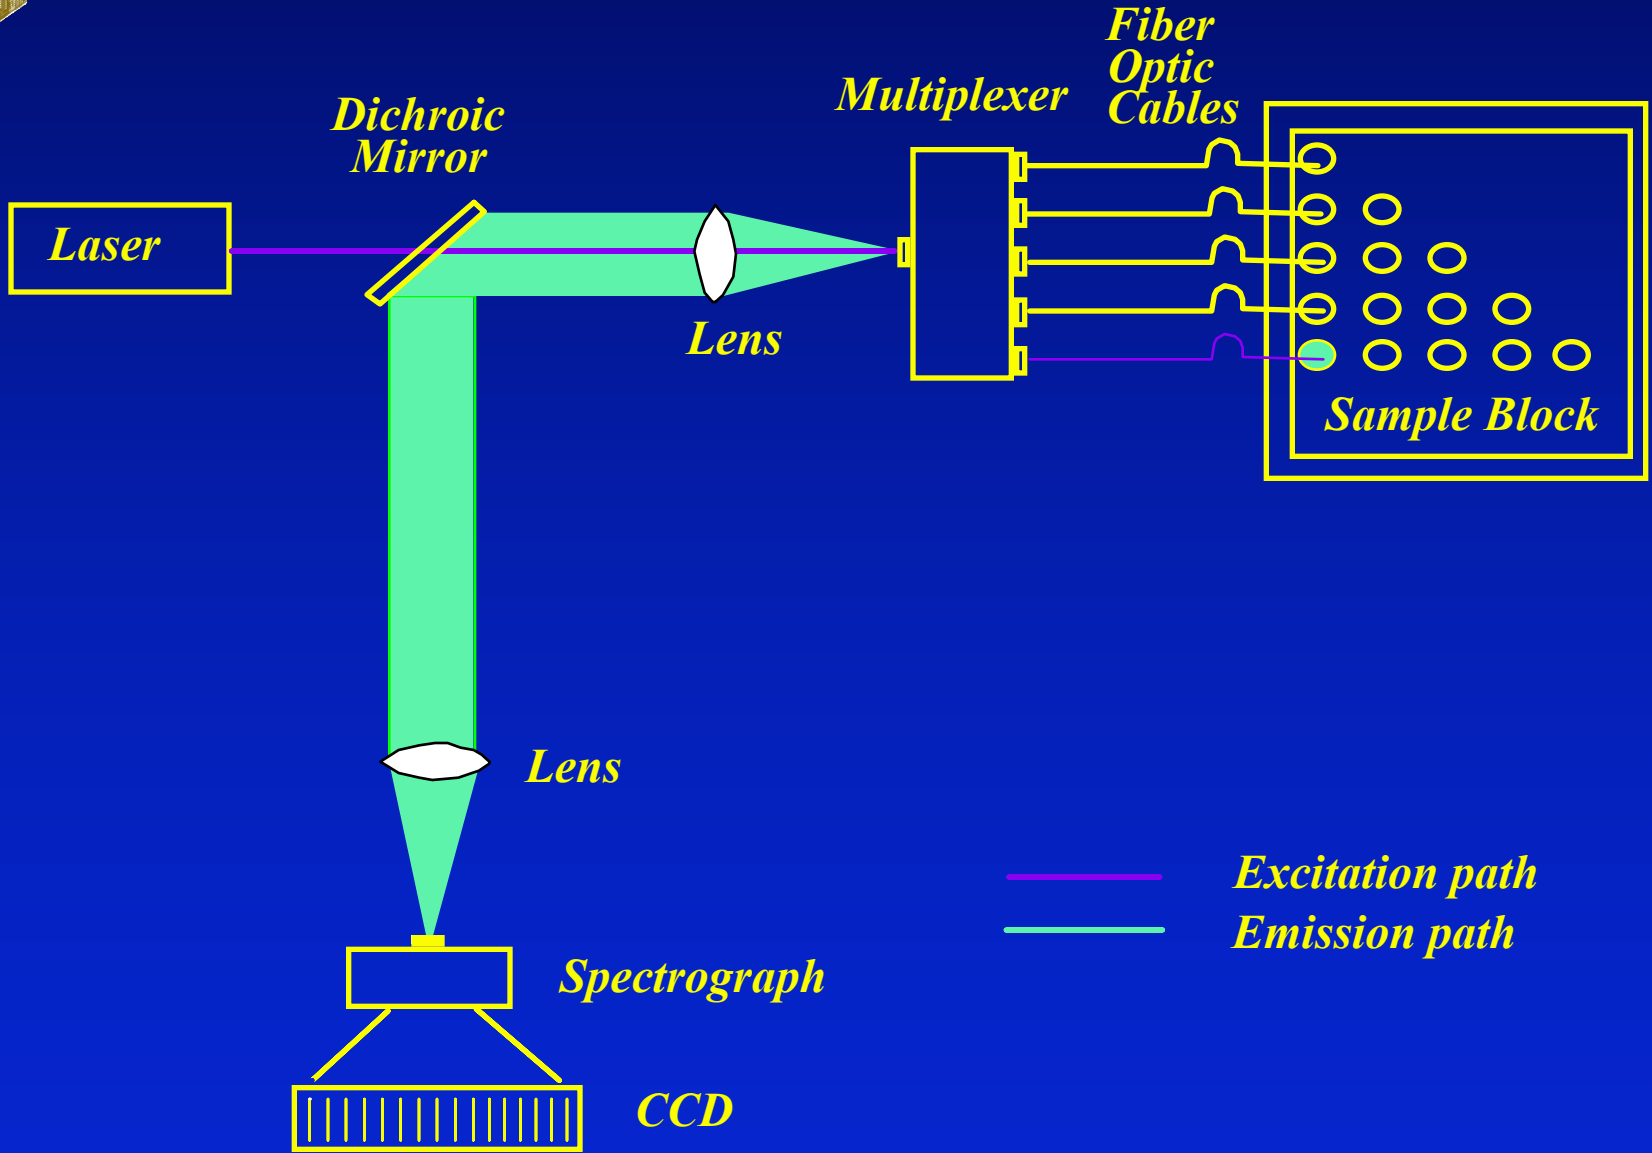 Fiber
Optic
Cables
Multiplexer
Dichroic
Mirror
Laser
Lens
Sample Block
Lens
Excitation path
Emission path
Spectrograph
CCD